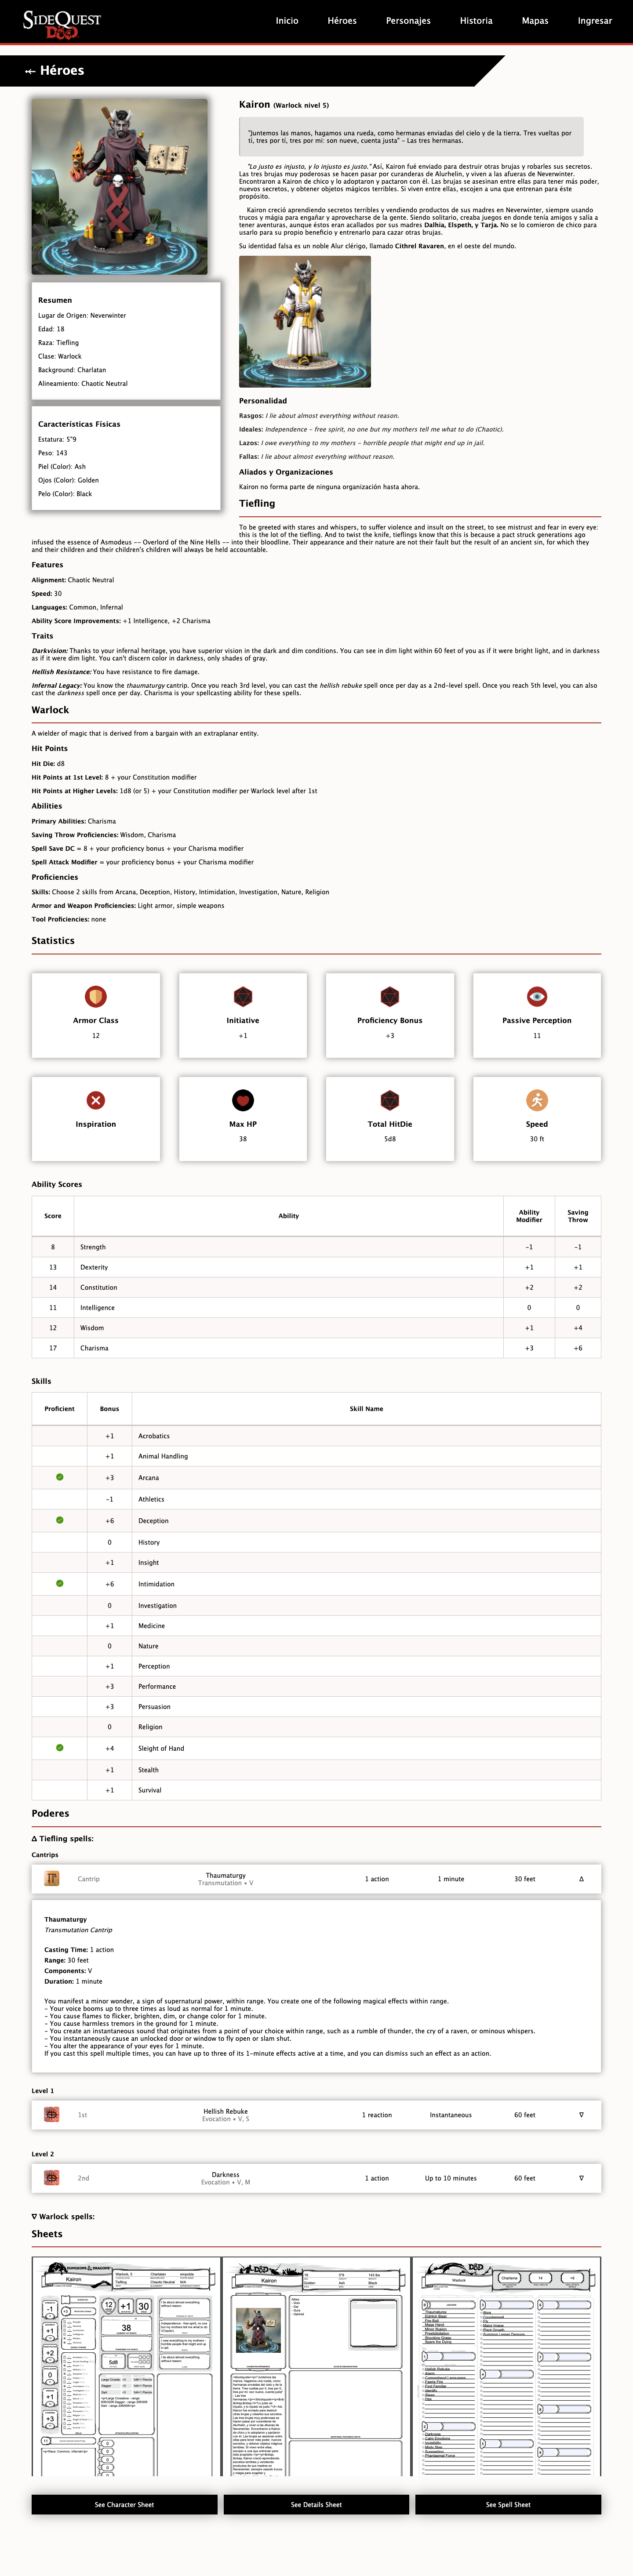 SIDEQUEST
D&D
Inicio
Héroes
Personajes
Historia
Mapas
Ingresar
Héroes
Kairon (Warlock nivel 5)
"Juntemos las manos, hagamos una rueda, como hermanas enviadas del cielo y de la tierra. Tres vueltas por
ti, tres por ti, tres por mi: son nueve, cuenta justa" - Las tres hermanas.
"Lo justo es injusto, y lo injusto es justo." Así, Kairon fué enviado para destruir otras brujas y robarles sus secretos.
Las tres brujas muy poderosas se hacen pasar por curanderas de Alurhelin, y viven a las afueras de Neverwinter.
Encontraron a Kairon de chico y lo adoptaron y pactaron con él. Las brujas se asesinan entre ellas para tener más poder,
nuevos secretos, y obtener objetos mágicos terribles. Si viven entre ellas, escojen a una que entrenan para éste
propósito.
Kairon creció aprendiendo secretos terribles y vendiendo productos de sus madres en Neverwinter, siempre usando
trucos y mágia para engañar y aprovecharse de la gente. Siendo solitario, creaba juegos en donde tenía amigos y salía a
tener aventuras, aunque éstos eran acallados por sus madres Dalhia, Elspeth, y Tarja. No se lo comieron de chico para
usarlo para su propio beneficio y entrenarlo para cazar otras brujas.
Su identidad falsa es un noble Alur clérigo, llamado Cithrel Ravaren, en el oeste del mundo.
Resumen
Lugar de Origen: Neverwinter
Edad: 18
Raza: Tiefling
Clase: Warlock
Background: Charlatan
Alineamiento: Chaotic Neutral
Características Físicas
Estatura: 5"9
Peso: 143
Piel (Color): Ash
Ojos (Color): Golden
Pelo (Color): Black
Personalidad
Rasgos: I lie about almost everything without reason.
Ideales: Independence - free spirit, no one but my mothers tell me what to do (Chaotic).
Lazos: I owe everything to my mothers - horrible people that might end up in jail.
Fallas: I lie about almost everything without reason.
Aliados y Organizaciones
Kairon no forma parte de ninguna organización hasta ahora.
Tiefling
To be greeted with stares and whispers, to suffer violence and insult on the street, to see mistrust and fear in every eye:
this is the lot of the tiefling. And to twist the knife, tieflings know that this is because a pact struck generations ago
infused the essence of Asmodeus -- Overlord of the Nine Hells -- into their bloodline. Their appearance and their nature are not their fault but the result of an ancient sin, for which they
and their children and their children's children will always be held accountable.
Features
Alignment: Chaotic Neutral
Speed: 30
Languages: Common, Infernal
Ability Score Improvements: +1 Intelligence, +2 Charisma
Traits
Darkvision: Thanks to your infernal heritage, you have superior vision in the dark and dim conditions. You can see in dim light within 60 feet of you as if it were bright light, and in darkness
as if it were dim light. You can't discern color in darkness, only shades of gray.
Hellish Resistance: You have resistance to fire damage.
Infernal Legacy: You know the thaumaturgy cantrip. Once you reach 3rd level, you can cast the hellish rebuke spell once per day as a 2nd-level spell. Once you reach 5th level, you can also
cast the darkness spell once per day. Charisma is your spellcasting ability for these spells.
Warlock
A wielder of magic that is derived from a bargain with an extraplanar entity.
Hit Points
Hit Die: d8
Hit Points at 1st Level: 8 + your Constitution modifier
Hit Points at Higher Levels: 1d8 (or 5) + your Constitution modifier per Warlock level after 1st
Abilities
Primary Abilities: Charisma
Saving Throw Proficiencies: Wisdom, Charisma
Spell Save DC = 8 + your proficiency bonus + your Charisma modifier
Spell Attack Modifier = your proficiency bonus + your Charisma modifier
Proficiencies
Skills: Choose 2 skills from Arcana, Deception, History, Intimidation, Investigation, Nature, Religion
Armor and Weapon Proficiencies: Light armor, simple weapons
Tool Proficiencies: none
Statistics
Armor Class
12
Initiative
+1
Proficiency Bonus
+3
Passive Perception
11
Inspiration
Max HP
38
Total HitDie
5d8
Speed
30 ft
Ability Scores
Score Ability Ability Modifier Saving Throw
8 Strength -1 -1
13 Dexterity +1 +1
14 Constitution +2 +2
11 Intelligence 0 0
12 Wisdom +1 +4
17 Charisma +3 +6
Skills
Proficient Bonus Skill Name
+1 Acrobatics
+1 Animal Handling
+3 Arcana
-1 Athletics
+6 Deception
0 History
+1 Insight
+6 Intimidation
0 Investigation
+1 Medicine
0 Nature
+1 Perception
+3 Performance
+3 Persuasion
0 Religion
+4 Sleight of Hand
+1 Stealth
+1 Survival
Poderes
Δ Tiefling spells:
Cantrips
Cantrip Thaumaturgy 1 action 1 minute 30 feet Δ
Transmutation • V
Thaumaturgy
Transmutation Cantrip
Casting Time: 1 action
Range: 30 feet
Components: V
Duration: 1 minute
You manifest a minor wonder, a sign of supernatural power, within range. You create one of the following magical effects within range.
- Your voice booms up to three times as loud as normal for 1 minute.
- You cause flames to flicker, brighten, dim, or change color for 1 minute.
- You cause harmless tremors in the ground for 1 minute.
- You create an instantaneous sound that originates from a point of your choice within range, such as a rumble of thunder, the cry of a raven, or ominous whispers.
- You instantaneously cause an unlocked door or window to fly open or slam shut.
- You alter the appearance of your eyes for 1 minute.
If you cast this spell multiple times, you can have up to three of its 1-minute effects active at a time, and you can dismiss such an effect as an action.
Level 1
1st Hellish Rebuke 1 reaction Instantaneous 60 feet ∇
Evocation • V, S
Level 2
2nd Darkness 1 action Up to 10 minutes 60 feet ∇
Evocation • V, M
∇ Warlock spells:
Sheets
Kairon
Kairon
Warlock
See Character Sheet
See Details Sheet
See Spell Sheet